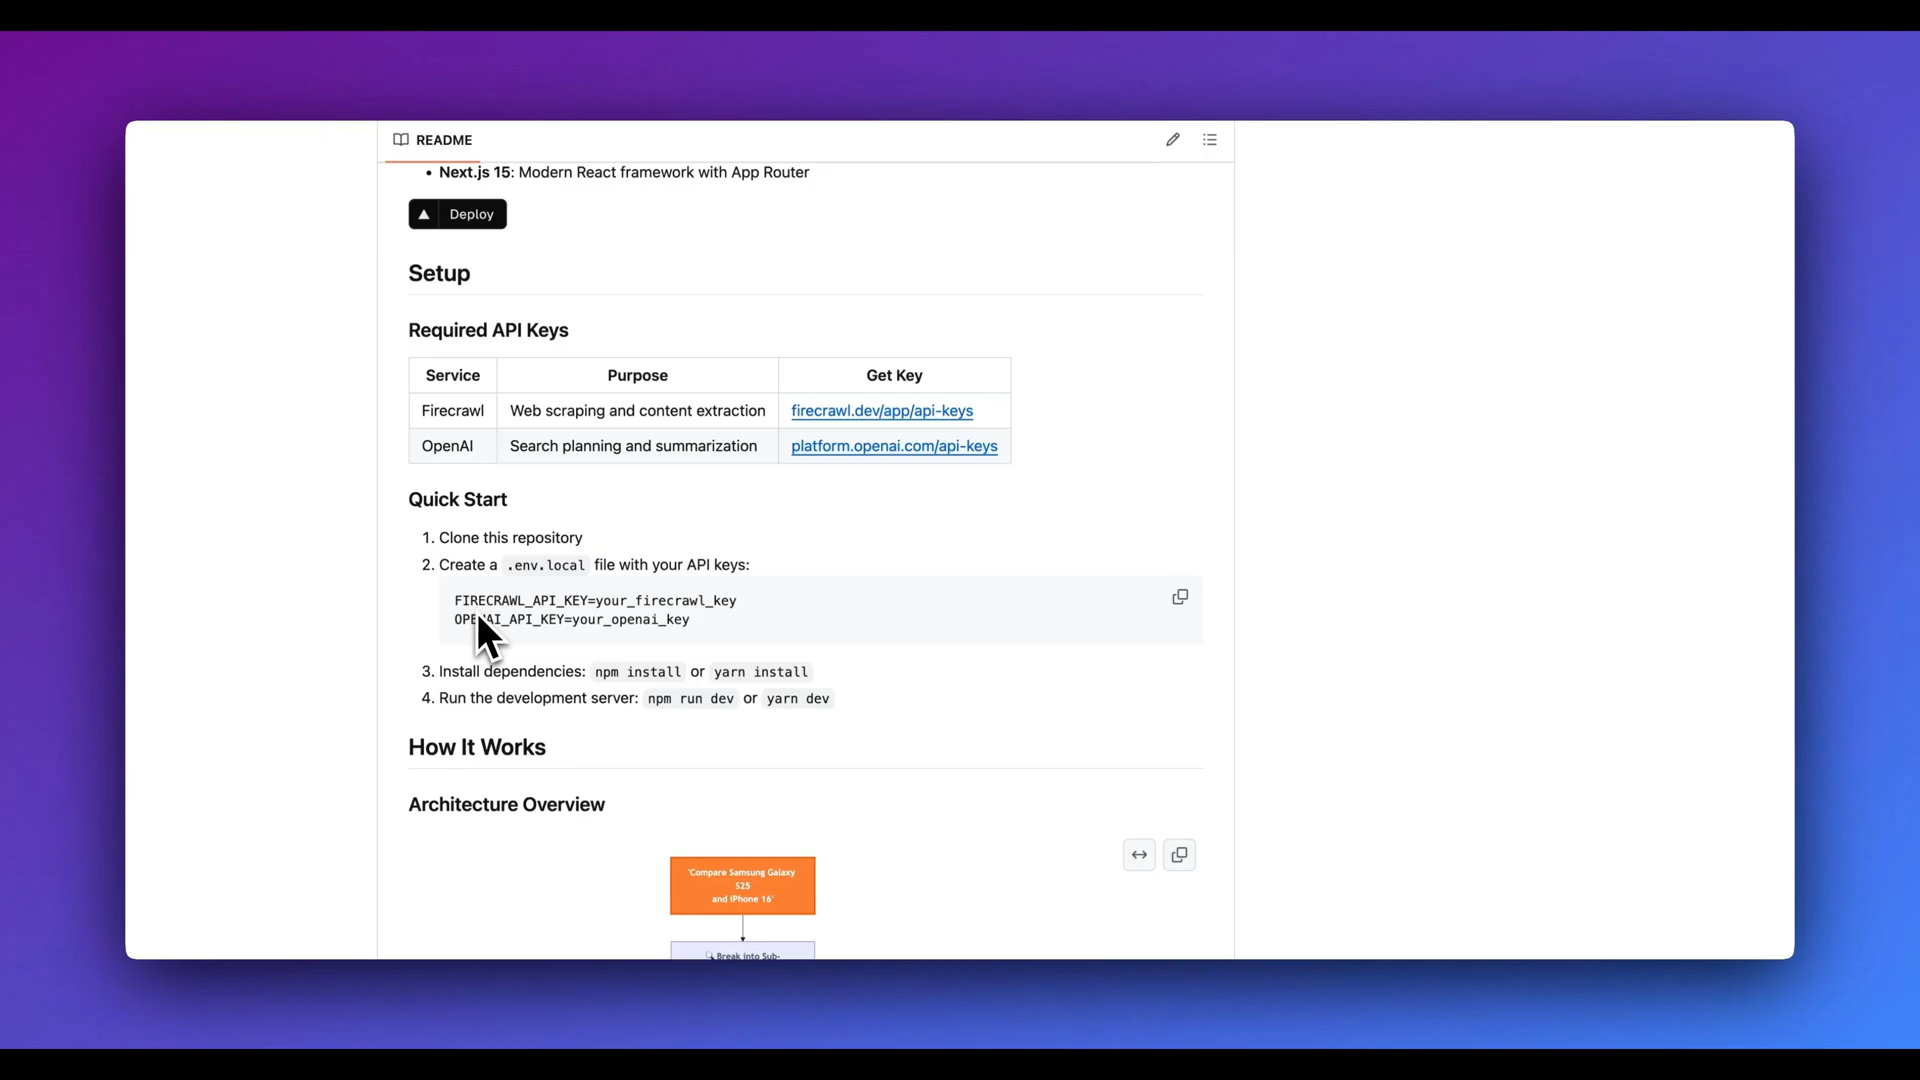 README
• Next.js 15: Modern React framework with App Router
Deploy
Setup
Required API Keys
Service Purpose Get Key
Firecrawl Web scraping and content extraction firecrawl.dev/app/api-keys
OpenAI Search planning and summarization platform.openai.com/api-keys
Quick Start
1. Clone this repository
2. Create a .env.local file with your API keys:
FIRECRAWL_API_KEY=your_firecrawl_key
OPENAI_API_KEY=your_openai_key
3. Install dependencies: npm install or yarn install
4. Run the development server: npm run dev or yarn dev
How It Works
Architecture Overview
'Compare Samsung Galaxy
S25
and iPhone 16'
Break into Sub-